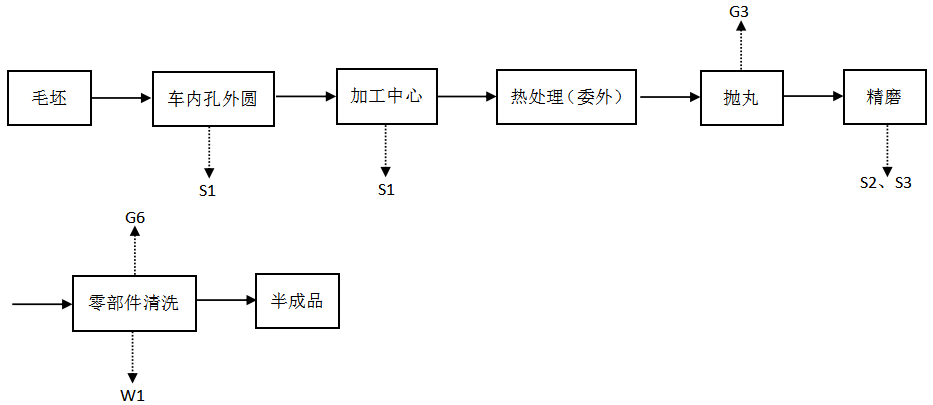 G3
毛坯
车内孔外圆
加工中心
热处理（委外）
抛丸
精磨
S1
S1
S2、S3
G6
零部件清洗
半成品
W1